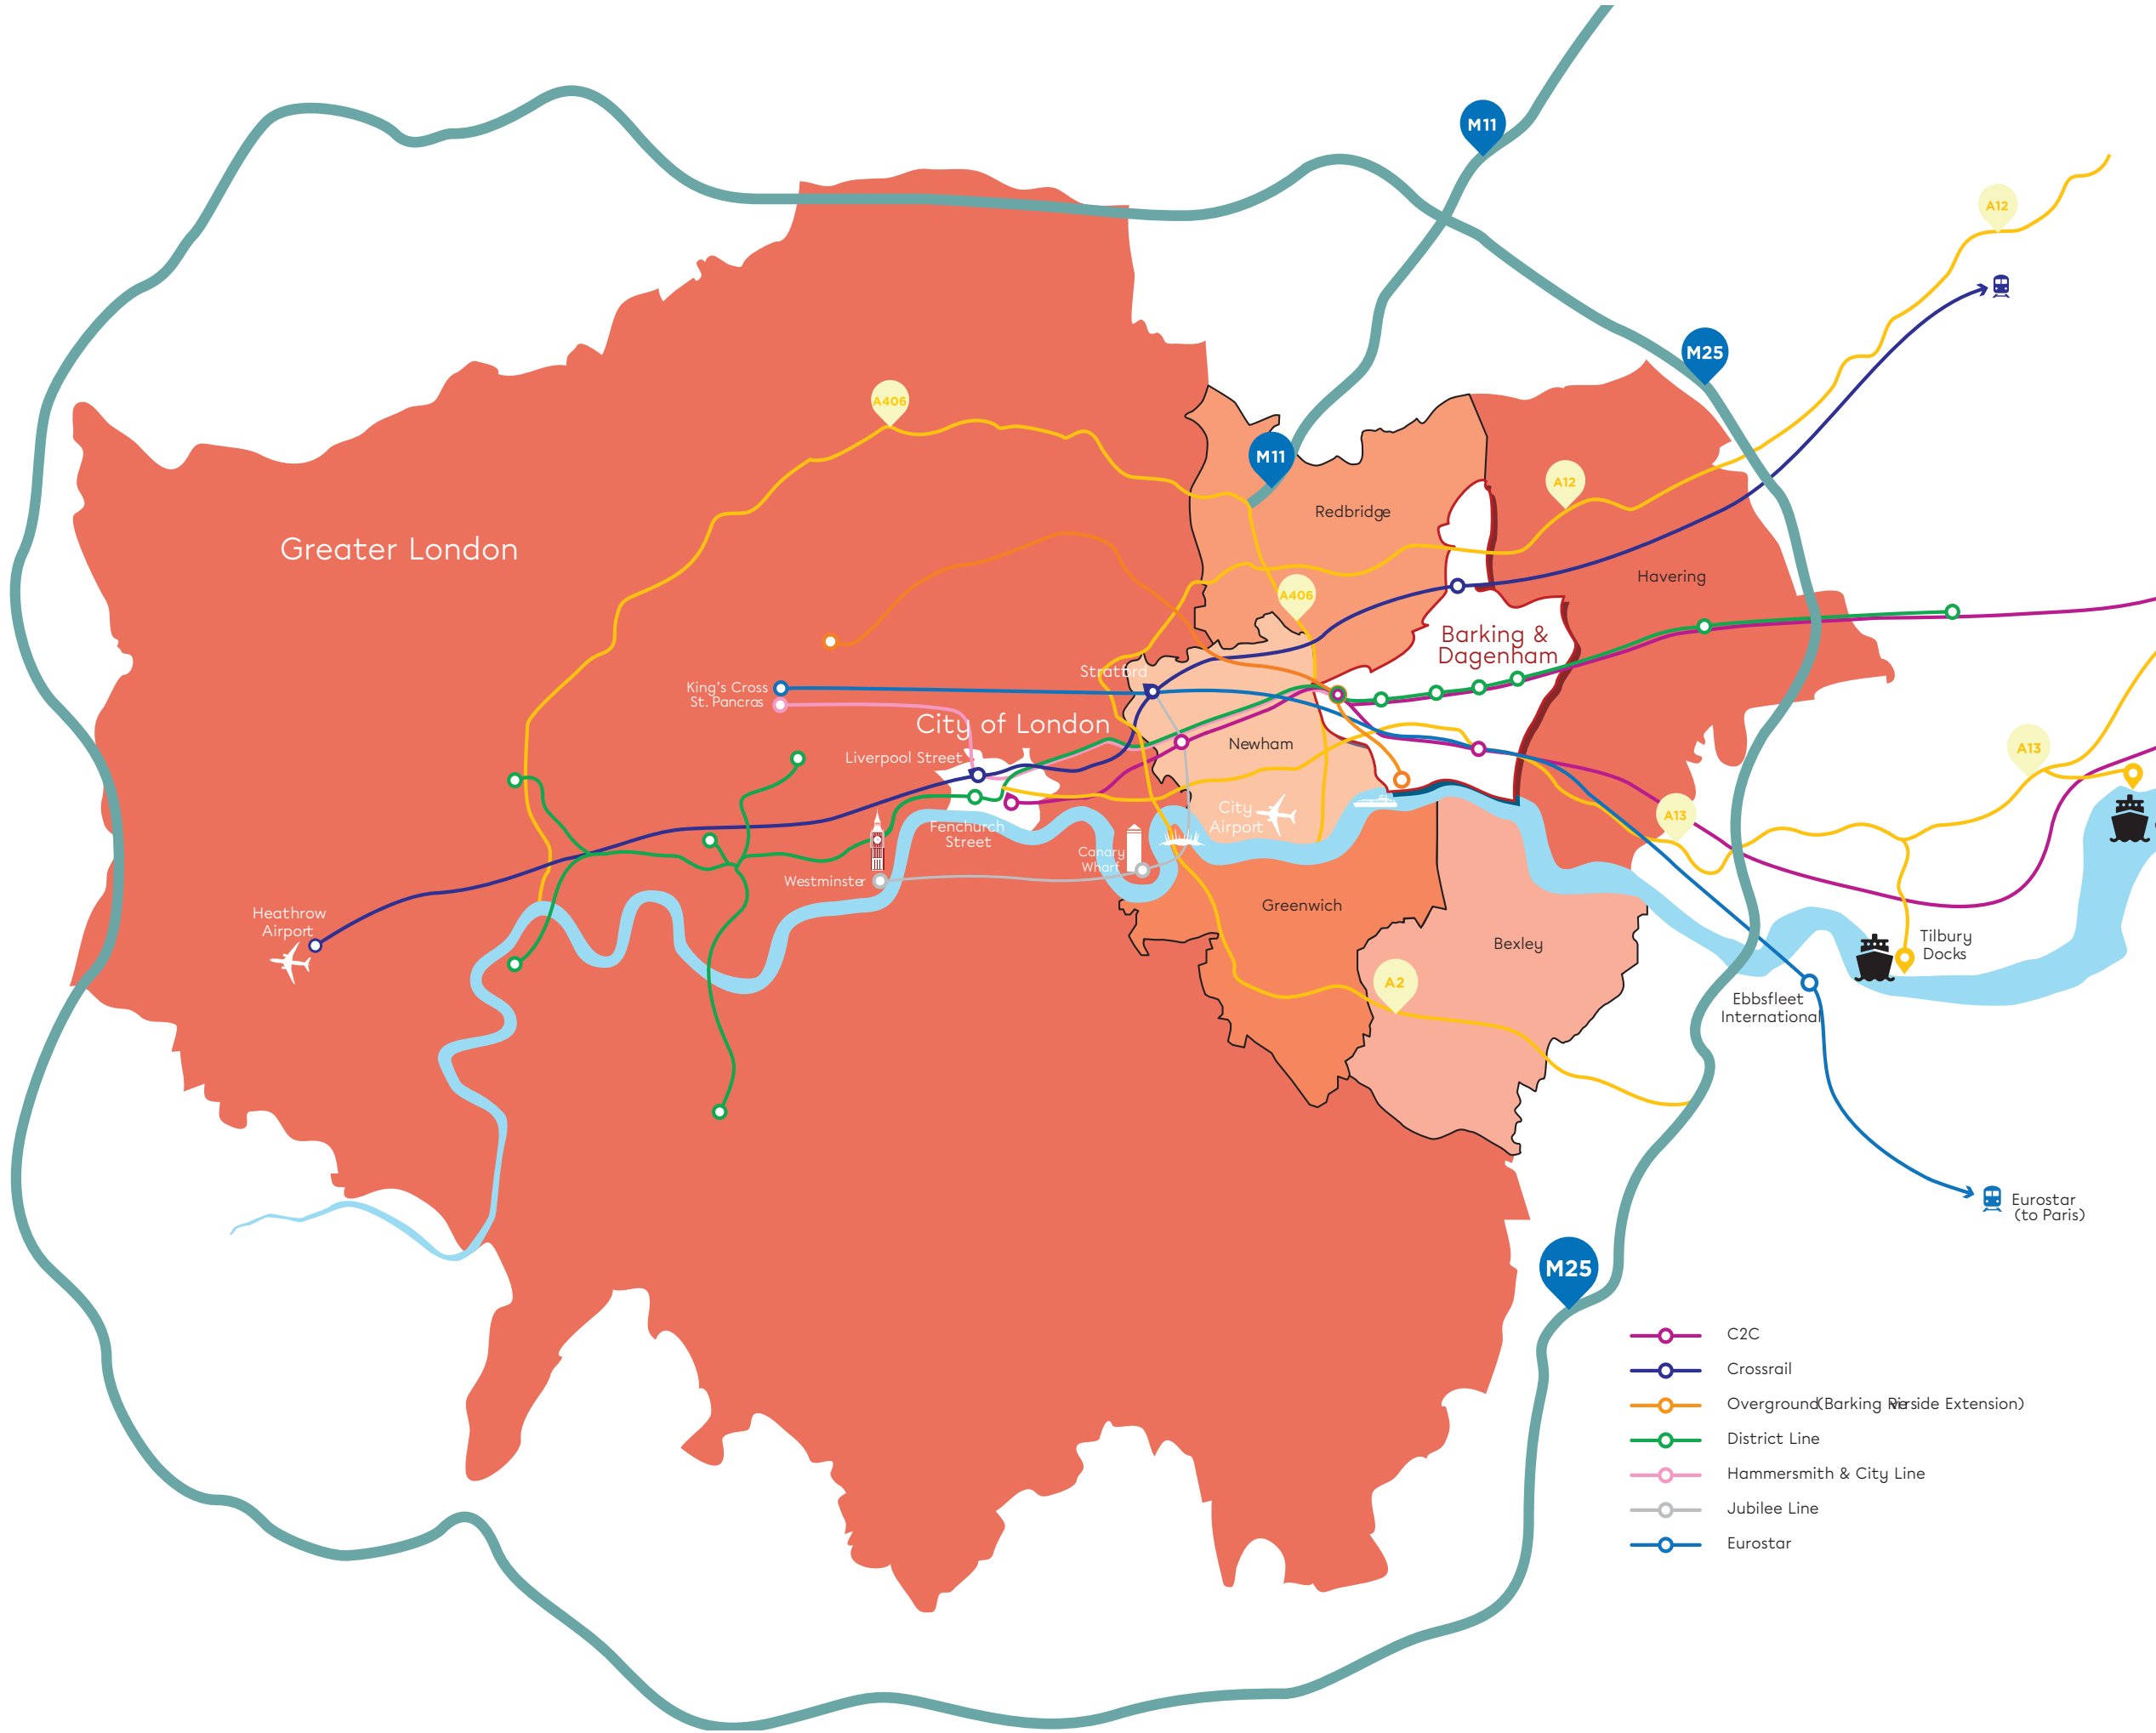 M11
A12
M25
A406
M11
A12
Redbridge
Greater London
Havering
A406
Barking &
Dagenham
Stratford
King's Cross
St. Pancras
City of London
Newham
A13
Liverpool Street
City
Airport
A13
Fenchurch
Street
Canary
Wharf
Westminster
Greenwich
Heathrow
Airport
Bexley
Tilbury
Docks
A2
Ebbsfleet
International
Eurostar
(to Paris)
M25
C2C
Crossrail
Overground (Barking Riverside Extension)
District Line
Hammersmith & City Line
Jubilee Line
Eurostar